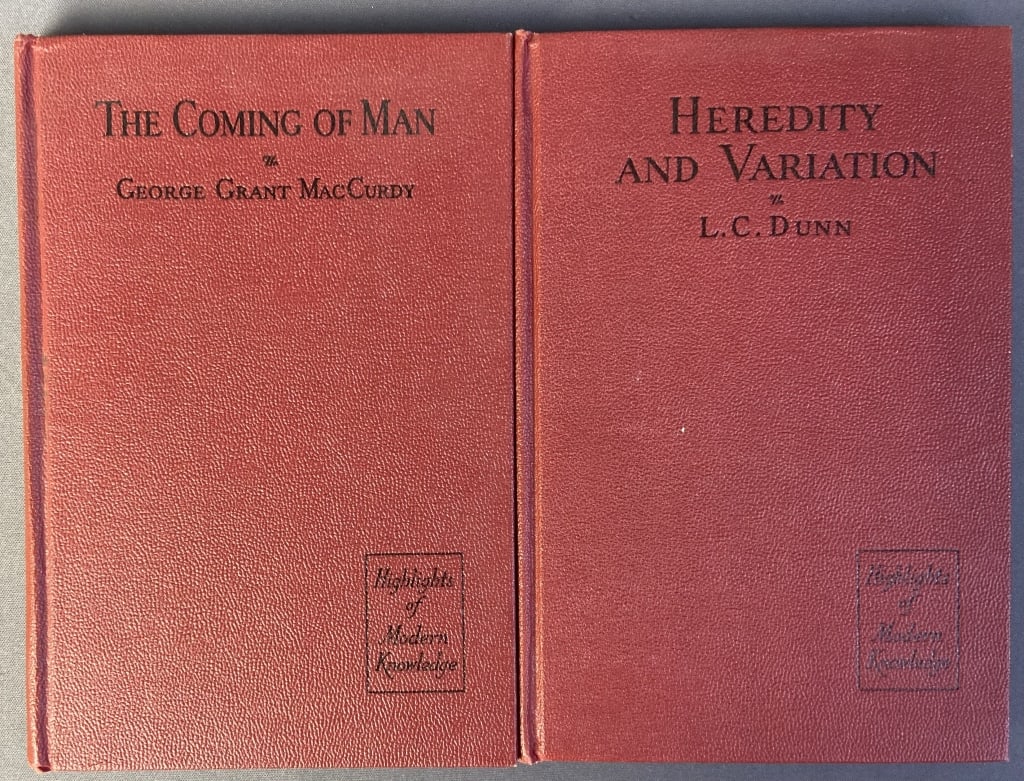 THE COMING OF MAN
GEORGE GRANT MACCURDY
Highlights
of
Modern
Knowledge
HEREDITY
AND VARIATION
L.C. DUNN
Highlights
of
Modern
Knowledge